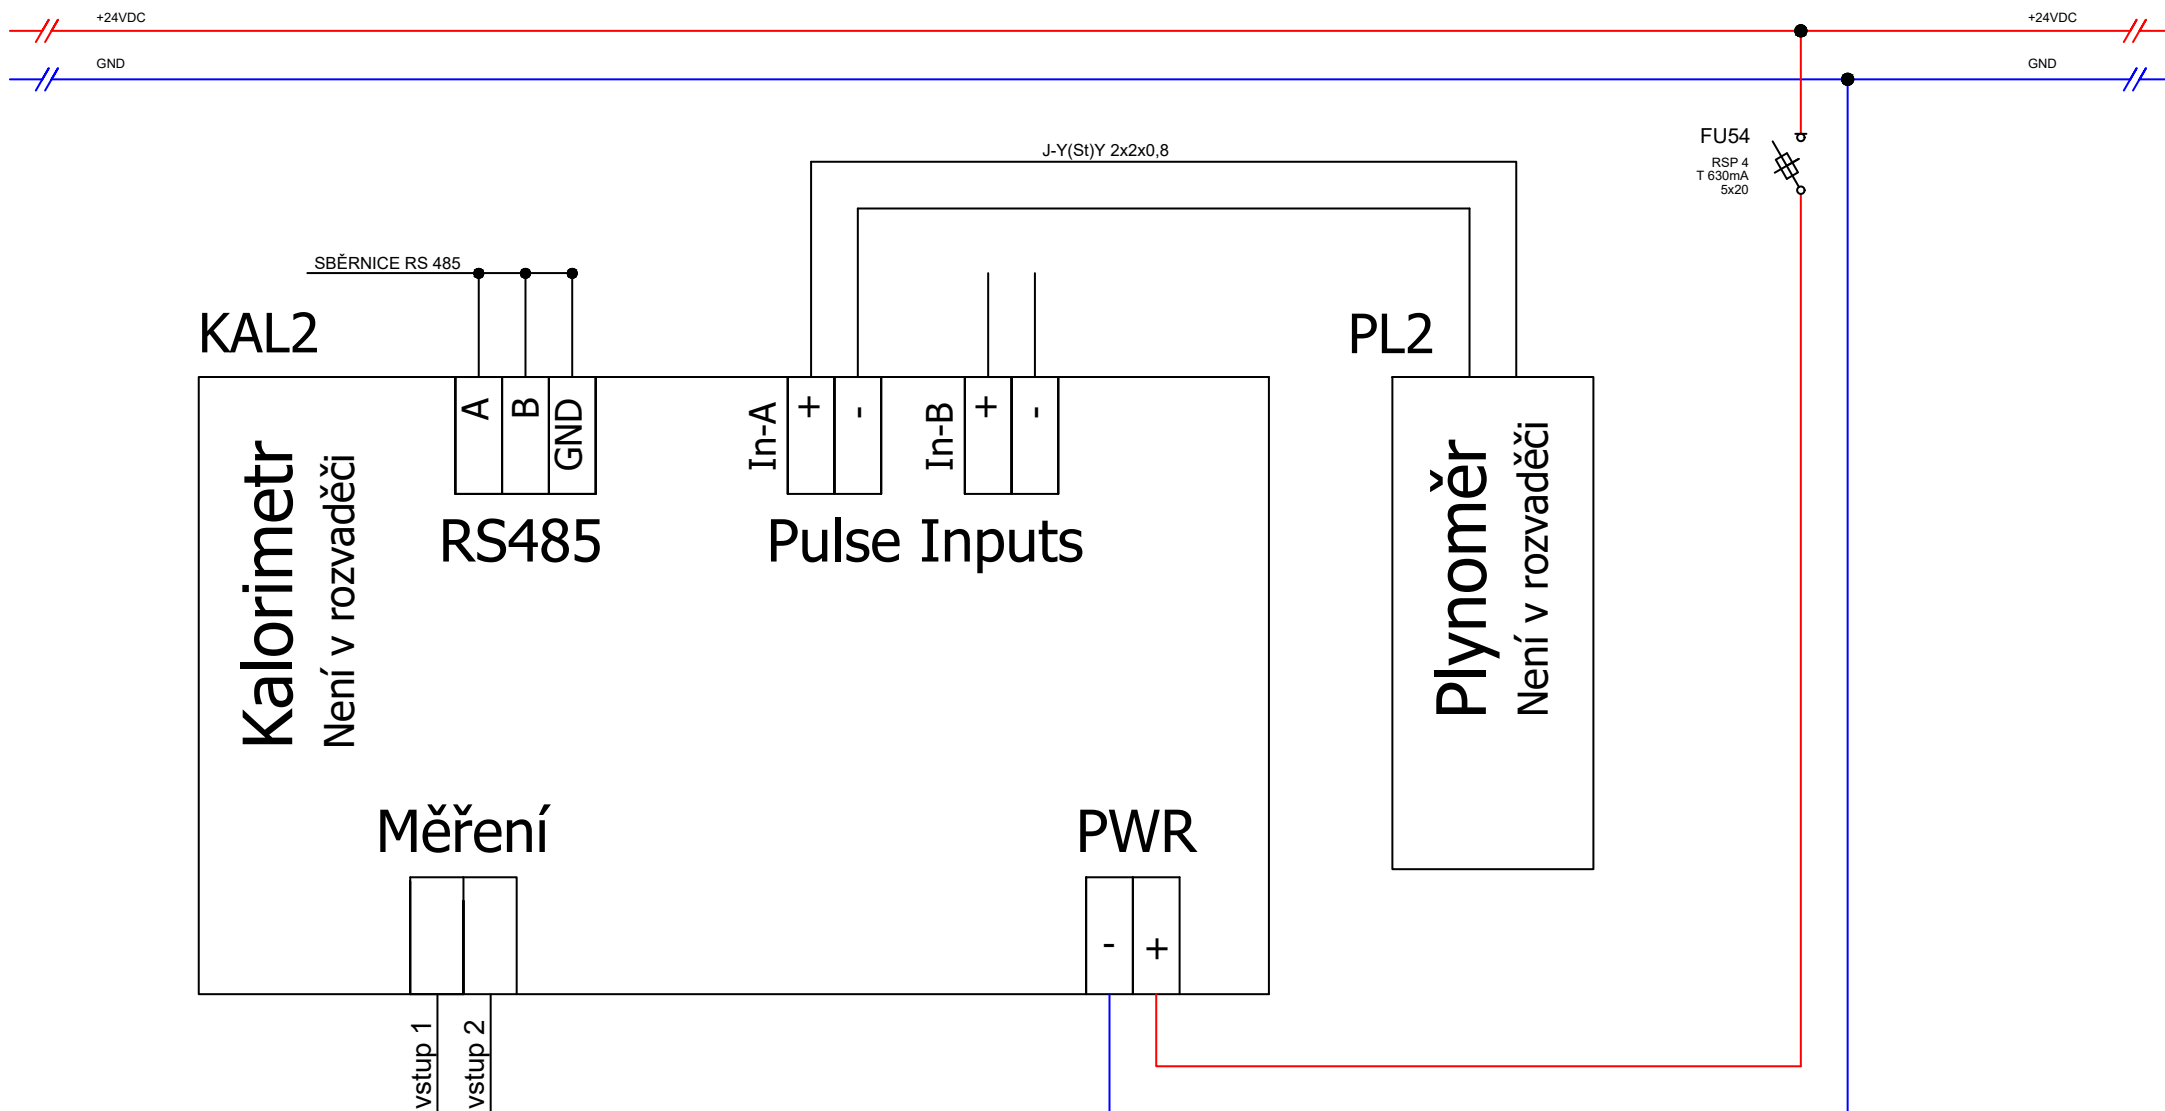 +24VDC
+24VDC
GND
GND
J-Y(St)Y 2x2x0,8
FU54
RSP 4
T 630mA
5x20
SBĚRNICE RS 485
KAL2
PL2
A
B
GND
In-A
+
-
In-B
+
-
RS485
Pulse Inputs
Kalorimetr
Není v rozvaděči
Plynoměr
Není v rozvaděči
Měření
PWR
-
+
vstup 1
vstup 2